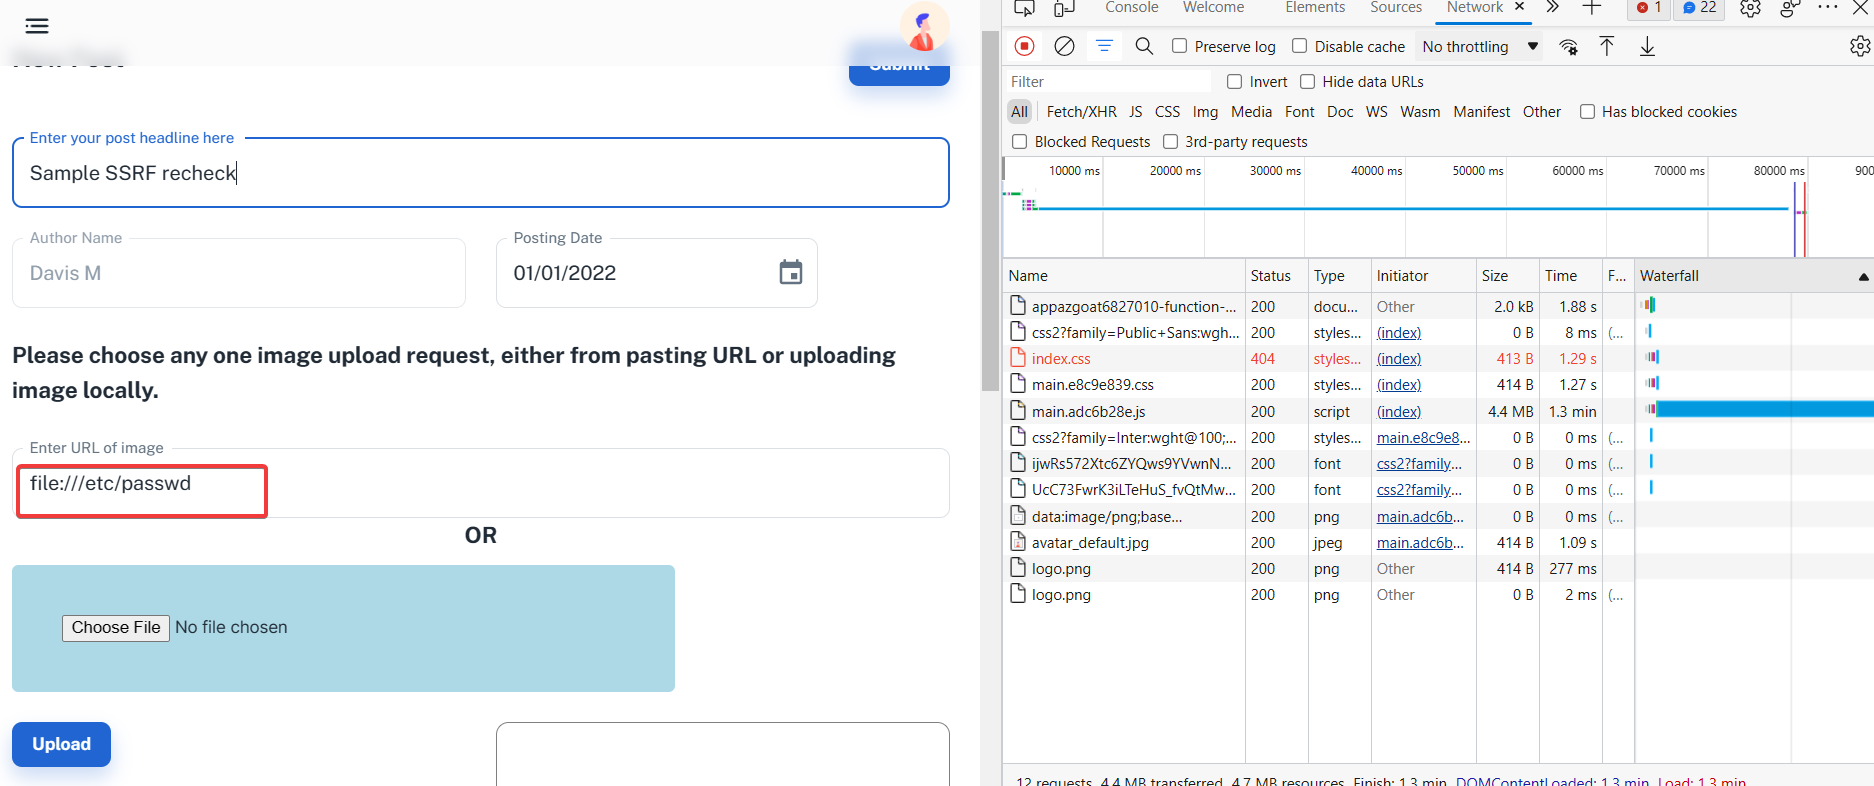 New Post
Submit
Enter your post headline here
Sample SSRF recheck
Author Name
Davis M
Posting Date
01/01/2022
Please choose any one image upload request, either from pasting URL or uploading
image locally.
Enter URL of image
file:///etc/passwd
OR
Choose File No file chosen
Upload
Console Welcome Elements Sources Network 1 22
Preserve log Disable cache No throttling
Filter Invert Hide data URLs
All Fetch/XHR JS CSS Img Media Font Doc WS Wasm Manifest Other Has blocked cookies
Blocked Requests 3rd-party requests
10000 ms 20000 ms 30000 ms 40000 ms 50000 ms 60000 ms 70000 ms 80000 ms 900
Name Status Type Initiator Size Time F... Waterfall
appazgoat6827010-function-... 200 docu... Other 2.0 kB 1.88 s
css2?family=Public+Sans:wgh... 200 styles... (index) 0 B 8 ms (...
index.css 404 styles... (index) 413 B 1.29 s
main.e8c9e839.css 200 styles... (index) 414 B 1.27 s
main.adc6b28e.js 200 script (index) 4.4 MB 1.3 min
css2?family=Inter:wght@100;... 200 styles... main.e8c9e8... 0 B 0 ms (...
ijwRs572Xtc6ZYQws9YVwnN... 200 font css2?family... 0 B 0 ms (...
UcC73FwrK3iLTeHuS_fvQtMw... 200 font css2?family... 0 B 0 ms (...
data:image/png;base... 200 png main.adc6b... 0 B 0 ms (...
avatar_default.jpg 200 jpeg main.adc6b... 414 B 1.09 s
logo.png 200 png Other 414 B 277 ms
logo.png 200 png Other 0 B 2 ms (...
12 requests 4.4 MB transferred 4.7 MB resources Finish: 1.3 min DOMContentLoaded: 1.3 min Load: 1.3 min